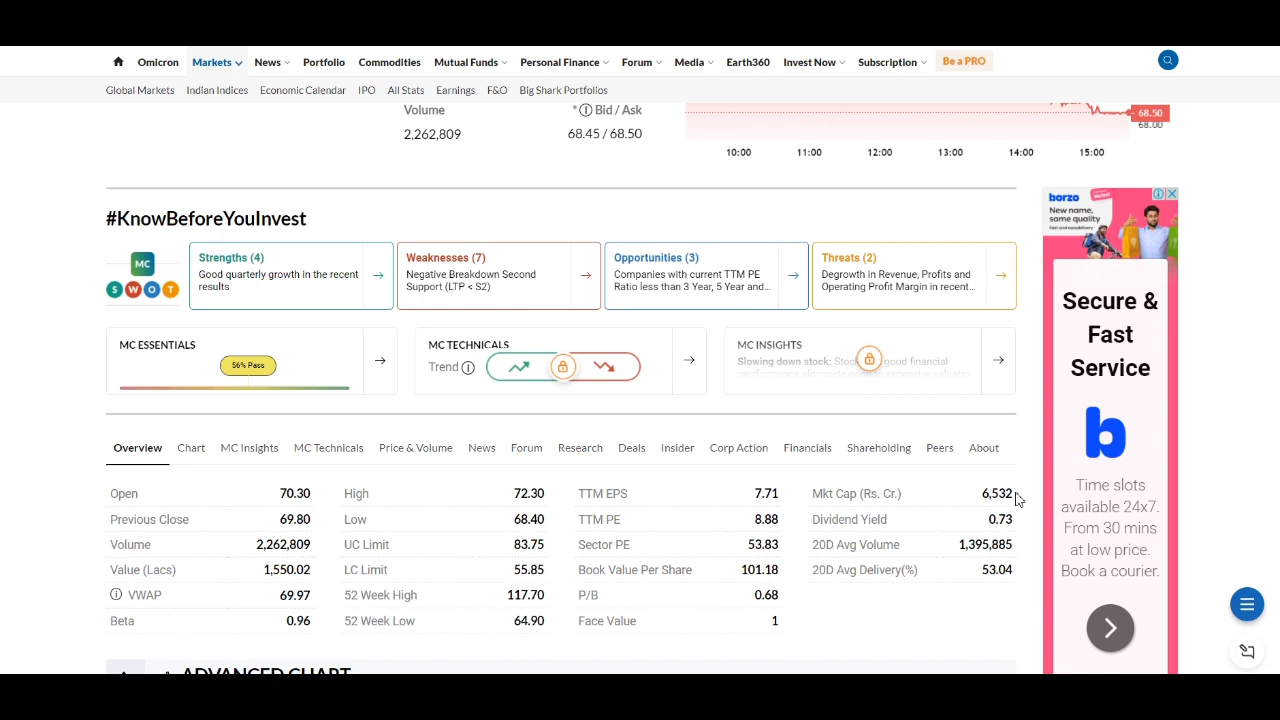 Omicron Markets News Portfolio Commodities Mutual Funds Personal Finance Forum Media Earth360 Invest Now Subscription Be a PRO
Global Markets Indian Indices Economic Calendar IPO All Stats Earnings F&O Big Shark Portfolios
Volume * Bid / Ask
2,262,809 68.45 / 68.50
68.50
68.00
10:00 11:00 12:00 13:00 14:00 15:00
#KnowBeforeYouInvest
MC
S W O T
Strengths (4)
Good quarterly growth in the recent
results
Weaknesses (7)
Negative Breakdown Second
Support (LTP < S2)
Opportunities (3)
Companies with current TTM PE
Ratio less than 3 Year, 5 Year and...
Threats (2)
Degrowth in Revenue, Profits and
Operating Profit Margin in recent...
MC ESSENTIALS
56% Pass
MC TECHNICALS
Trend
MC INSIGHTS
Slowing down stock: good financial
Overview Chart MC Insights MC Technicals Price & Volume News Forum Research Deals Insider Corp Action Financials Shareholding Peers About
Open 70.30 High 72.30 TTM EPS 7.71 Mkt Cap (Rs. Cr.) 6,532
Previous Close 69.80 Low 68.40 TTM PE 8.88 Dividend Yield 0.73
Volume 2,262,809 UC Limit 83.75 Sector PE 53.83 20D Avg Volume 1,395,885
Value (Lacs) 1,550.02 LC Limit 55.85 Book Value Per Share 101.18 20D Avg Delivery(%) 53.04
VWAP 69.97 52 Week High 117.70 P/B 0.68
Beta 0.96 52 Week Low 64.90 Face Value 1
ADVANCED CHART
borzo
New name,
same quality
Secure &
Fast
Service
b
Time slots
available 24x7.
From 30 mins
at low price.
Book a courier.